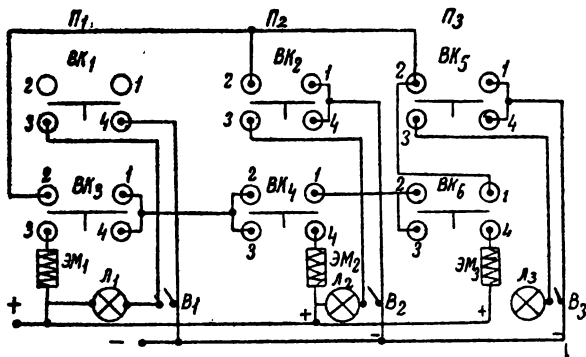 П1 П2 П3
ВК1 ВК2 ВК5
2 1 2 1 2 1
3 4 3 4 3 4
2 ВК3 1 2 ВК4 1 2 ВК6 1
3 4 3 4 3 4
ЭМ1 Л1 В1 ЭМ2 Л2 В2 ЭМ3 Л3 В3
+ + +
- - -